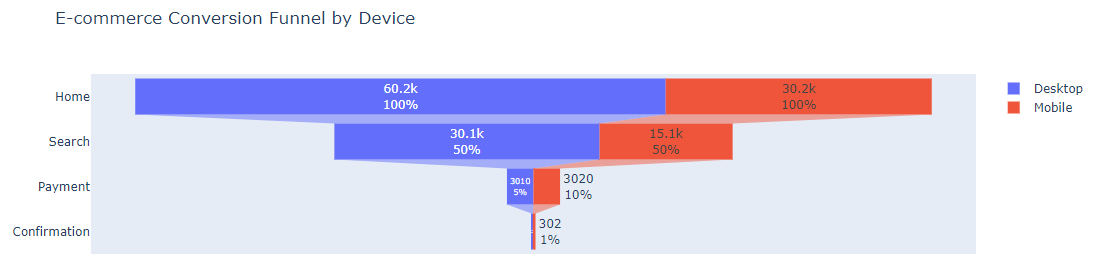 E-commerce Conversion Funnel by Device
Home
60.2k
100%
30.2k
100%
Desktop
Mobile
Search
30.1k
50%
15.1k
50%
Payment
3010
5%
3020
10%
Confirmation
302
1%